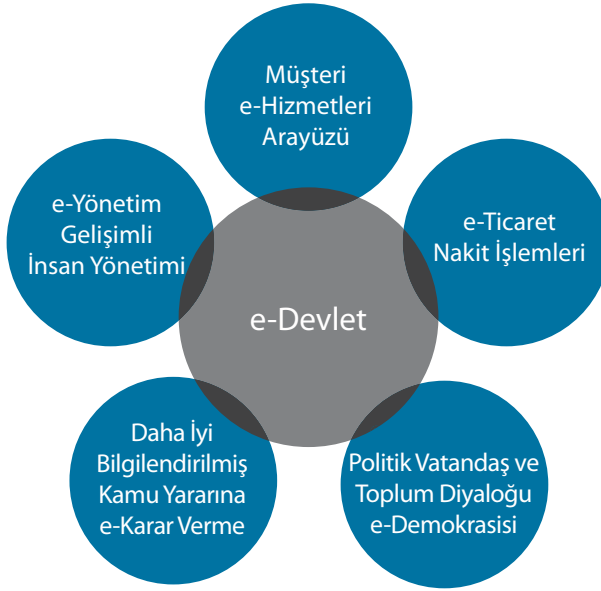 Müşteri
e-Hizmetleri
Arayüzü
e-Yönetim
Gelişimli
İnsan Yönetimi
e-Ticaret
Nakit İşlemleri
e-Devlet
Daha İyi
Bilgilendirilmiş
Kamu Yararına
e-Karar Verme
Politik Vatandaş ve
Toplum Diyaloğu
e-Demokrasisi